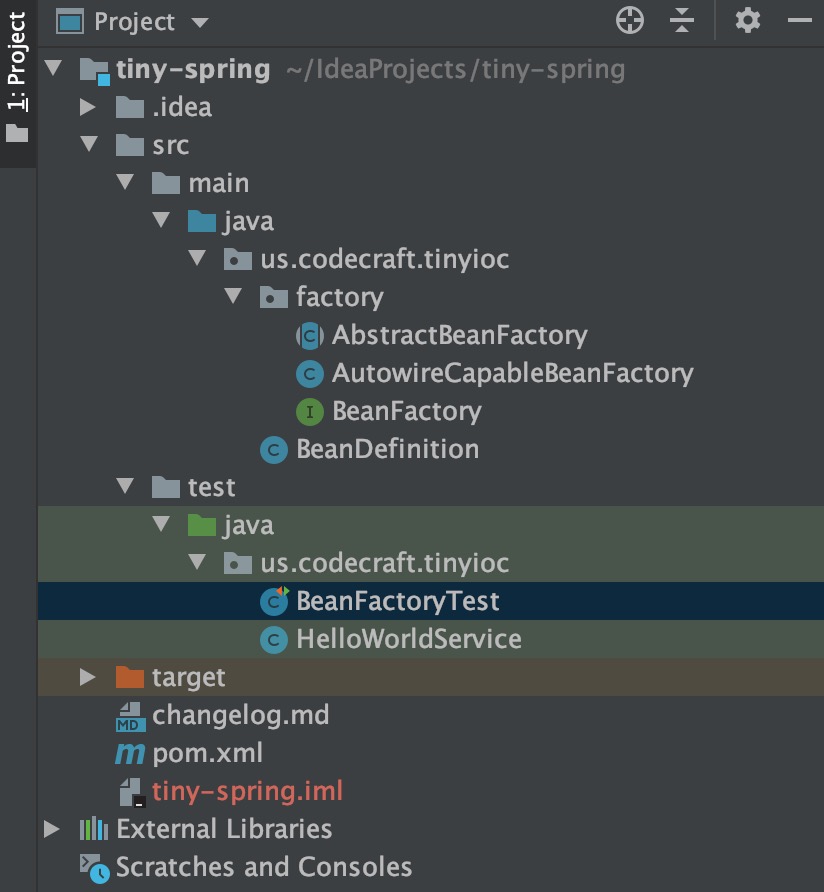 1: Project
Project
tiny-spring ~/IdeaProjects/tiny-spring
.idea
src
main
java
us.codecraft.tinyioc
factory
C AbstractBeanFactory
C AutowireCapableBeanFactory
I BeanFactory
C BeanDefinition
test
java
us.codecraft.tinyioc
C BeanFactoryTest
C HelloWorldService
target
MD changelog.md
m pom.xml
tiny-spring.iml
External Libraries
Scratches and Consoles